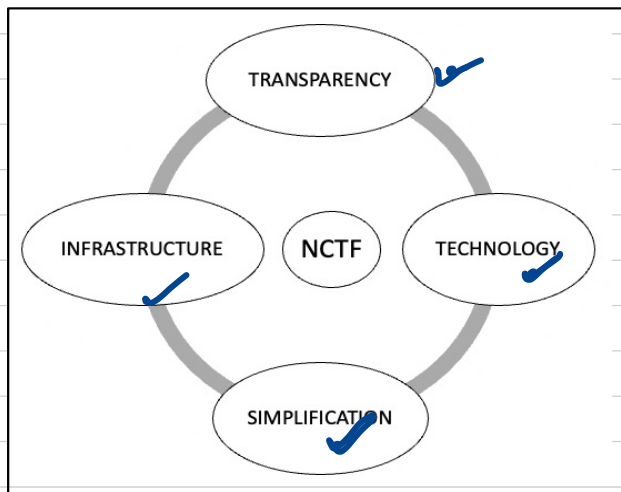 TRANSPARENCY
INFRASTRUCTURE
NCTF
TECHNOLOGY
SIMPLIFICATION